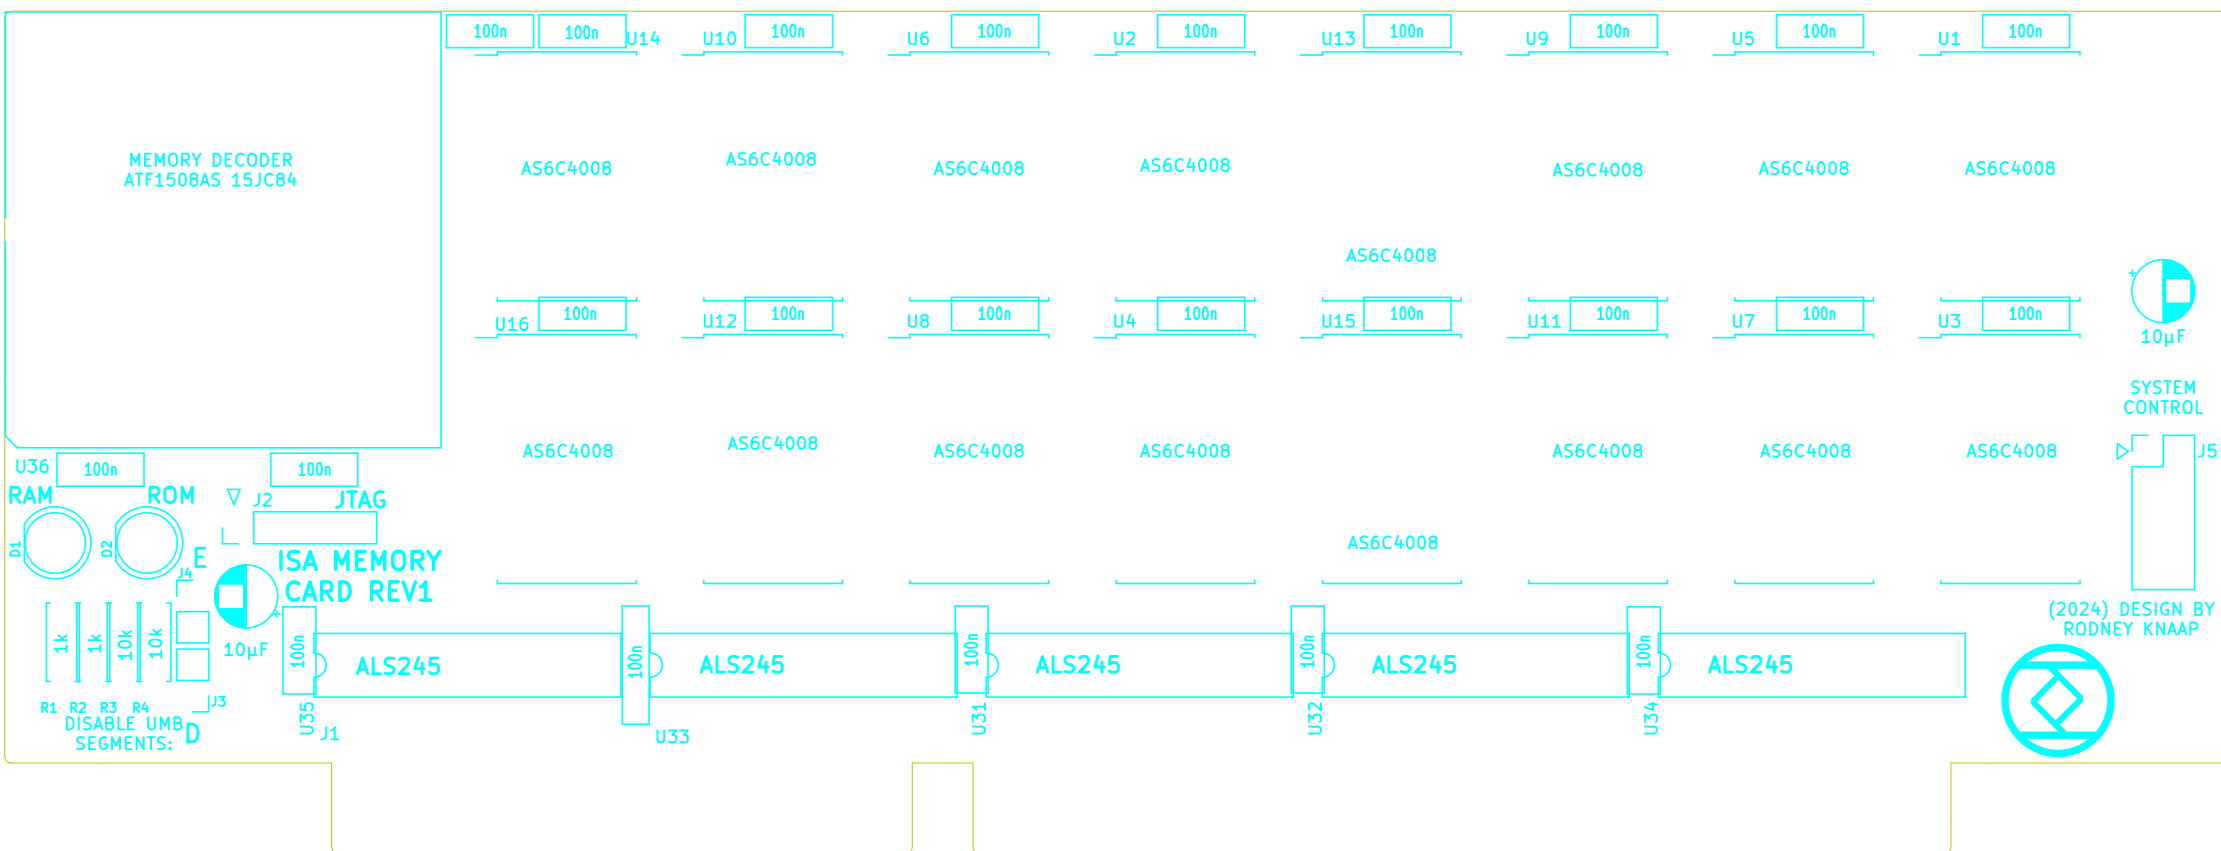 100n 100n 100n 100n 100n 100n 100n 100n 100n
U14 U10 U6 U2 U13 U9 U5 U1
MEMORY DECODER
ATF1508AS 15JC84
AS6C4008 AS6C4008 AS6C4008 AS6C4008 AS6C4008 AS6C4008 AS6C4008
AS6C4008
+
100n 100n 100n 100n 100n 100n 100n 100n
U16 U12 U8 U4 U15 U11 U7 U3
10µF
SYSTEM
CONTROL
J5
AS6C4008 AS6C4008 AS6C4008 AS6C4008 AS6C4008 AS6C4008 AS6C4008
AS6C4008
U36 100n 100n
RAM ROM J2 JTAG
D1 D2 E
J4
ISA MEMORY
CARD REV1
+
10µF
1k 1k 10k 10k
R1 R2 R3 R4 J3
DISABLE UMB
SEGMENTS:
D
100n ALS245 100n ALS245 100n ALS245 100n ALS245 100n ALS245
U35 J1 U33 U31 U32 U34
(2024) DESIGN BY
RODNEY KNAAP